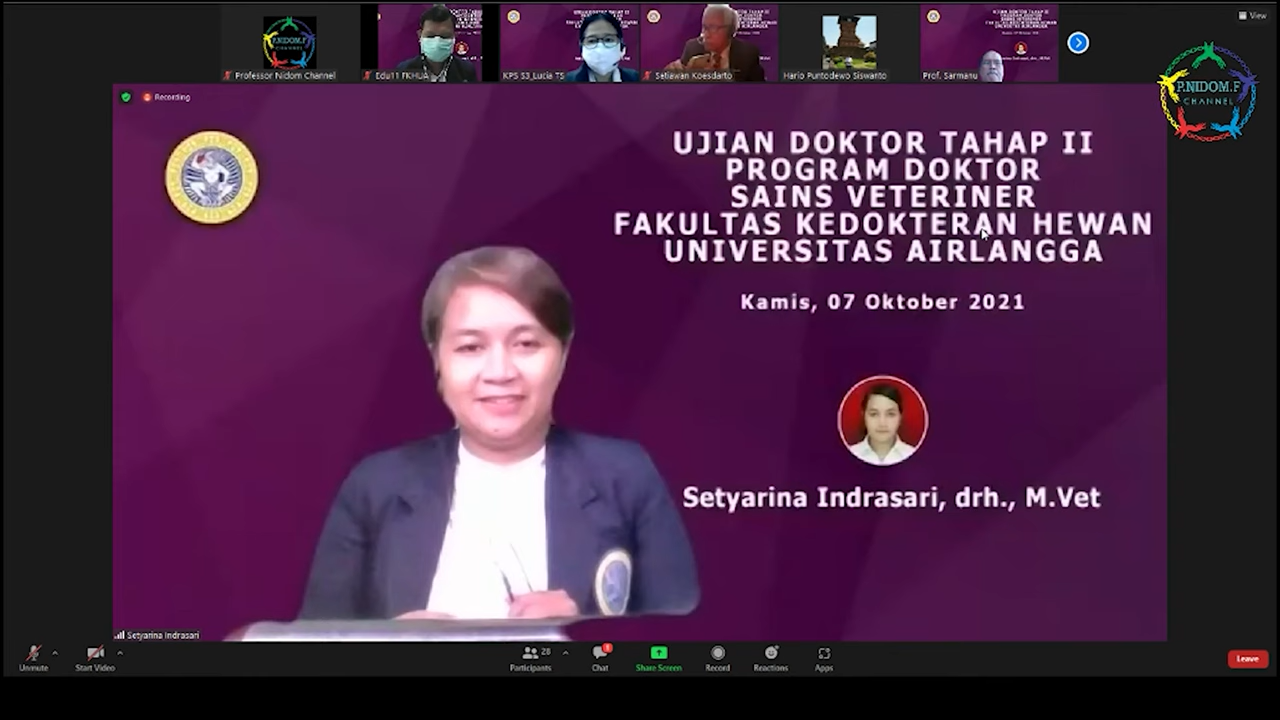 View
Professor Nidom Channel
Edu11 FKHUA
KPS S3_Lucia TS
Setiawan Koesdarto
Hario Puntodewo Siswanto
Prof. Sarmanu
P.NIDOM.F
CHANNEL
Recording
UJIAN DOKTOR TAHAP II
PROGRAM DOKTOR
SAINS VETERINER
FAKULTAS KEDOKTERAN HEWAN
UNIVERSITAS AIRLANGGA
Kamis, 07 Oktober 2021
Setyarina Indrasari, drh., M.Vet
Setyarina Indrasari
Unmute
Start Video
28
Participants
Chat
Share Screen
Record
Reactions
Apps
Leave